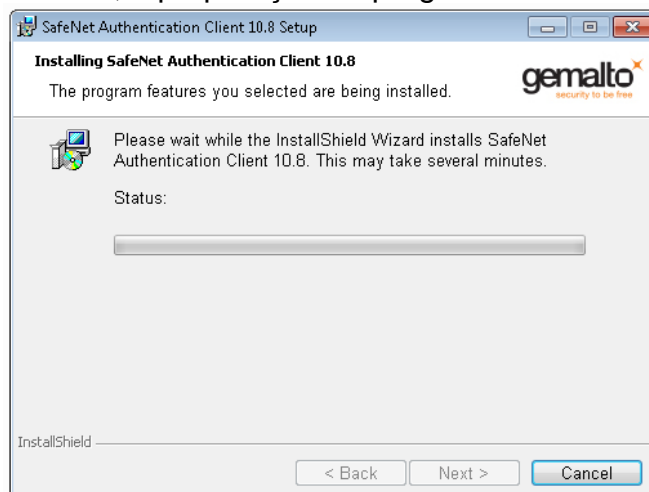 SafeNet Authentication Client 10.8 Setup
Installing SafeNet Authentication Client 10.8
The program features you selected are being installed.
gemalto
security to be free
Please wait while the InstallShield Wizard installs SafeNet
Authentication Client 10.8. This may take several minutes.
Status:
InstallShield
< Back
Next >
Cancel